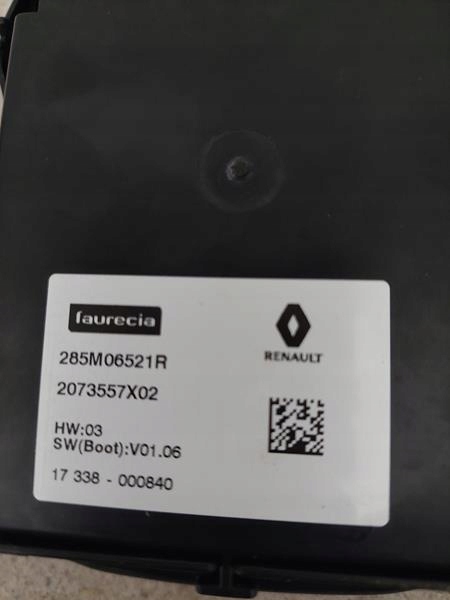 faurecia
RENAULT
285M06521R
2073557X02
HW:03
SW(Boot):V01.06
17 338 - 000840